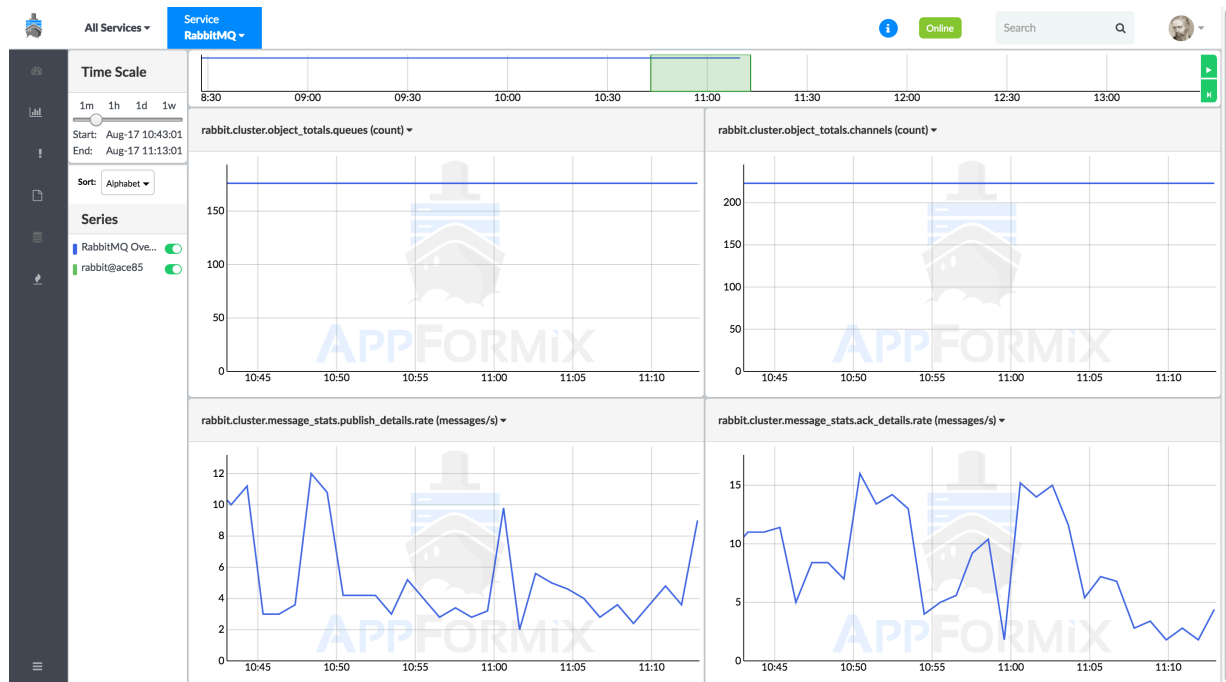 All Services
Service
RabbitMQ
i
Online
Search
Time Scale
1m 1h 1d 1w
Start: Aug-17 10:43:01
End: Aug-17 11:13:01
Sort: Alphabet
Series
RabbitMQ Ove...
rabbit@ace85
8:30 09:00 09:30 10:00 10:30 11:00 11:30 12:00 12:30 13:00
rabbit.cluster.object_totals.queues (count)
150
100
50
0
10:45 10:50 10:55 11:00 11:05 11:10
APPFORMIX
rabbit.cluster.object_totals.channels (count)
200
150
100
50
0
10:45 10:50 10:55 11:00 11:05 11:10
APPFORMIX
rabbit.cluster.message_stats.publish_details.rate (messages/s)
12
10
8
6
4
2
0
10:45 10:50 10:55 11:00 11:05 11:10
APPFORMIX
rabbit.cluster.message_stats.ack_details.rate (messages/s)
15
10
5
0
10:45 10:50 10:55 11:00 11:05 11:10
APPFORMIX